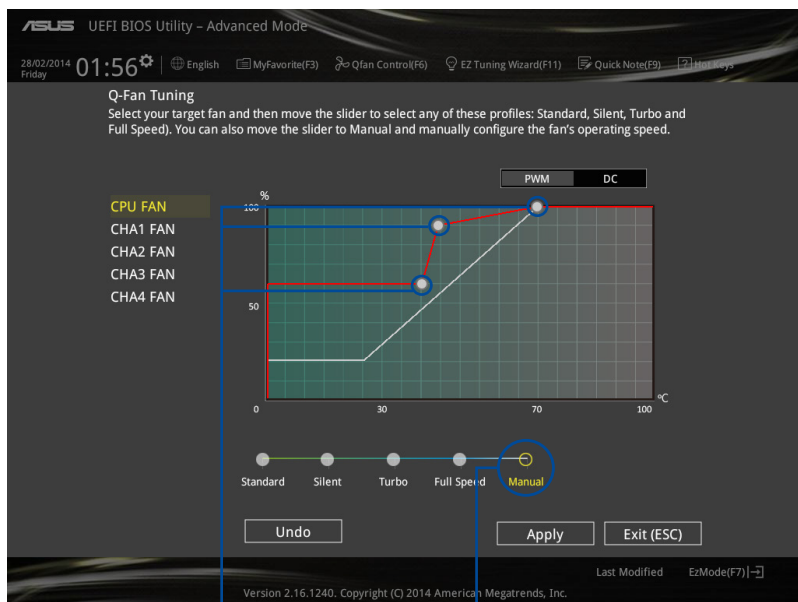 ASUS UEFI BIOS Utility – Advanced Mode
28/02/2014
Friday
01:56 English MyFavorite(F3) Qfan Control(F6) EZ Tuning Wizard(F11) Quick Note(F9) ? Hot Keys
Q-Fan Tuning
Select your target fan and then move the slider to select any of these profiles: Standard, Silent, Turbo and
Full Speed). You can also move the slider to Manual and manually configure the fan's operating speed.
PWM DC
CPU FAN
CHA1 FAN
CHA2 FAN
CHA3 FAN
CHA4 FAN
%
100
50
0 30 70 100
ºC
Standard Silent Turbo Full Speed Manual
Undo Apply Exit (ESC)
Last Modified EzMode(F7)
Version 2.16.1240. Copyright (C) 2014 American Megatrends, Inc.